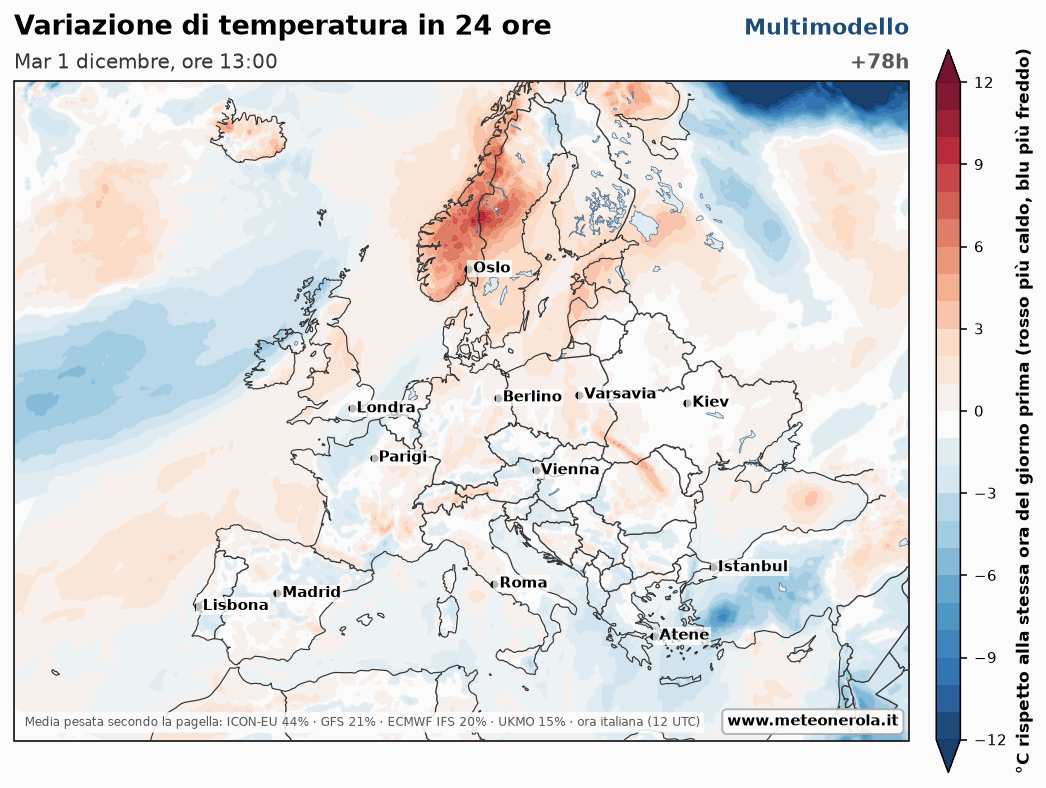 Variazione di temperatura in 24 ore
Multimodello
Mar 1 dicembre, ore 13:00
+78h
Oslo
Londra
Berlino
Varsavia
Kiev
Parigi
Vienna
Istanbul
Roma
Madrid
Lisbona
Atene
Media pesata secondo la pagella: ICON-EU 44% · GFS 21% · ECMWF IFS 20% · UKMO 15% · ora italiana (12 UTC)
www.meteonerola.it
12
9
6
3
0
−3
−6
−9
−12
°C rispetto alla stessa ora del giorno prima (rosso più caldo, blu più freddo)